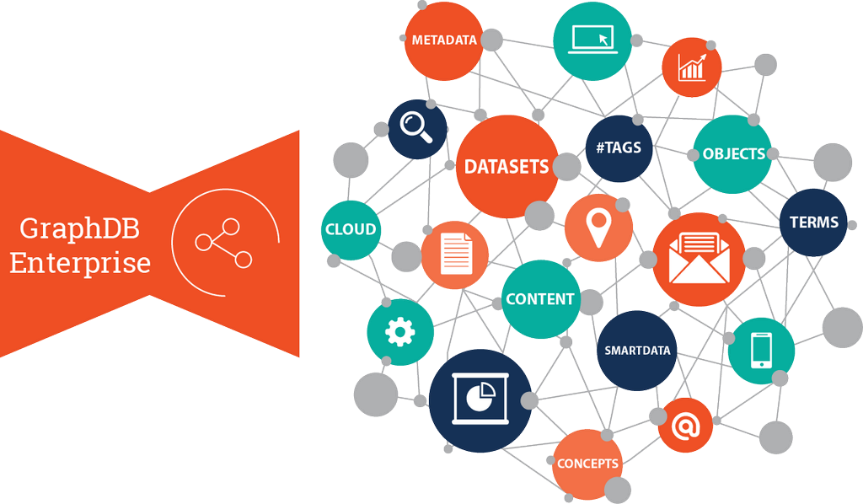 GraphDB
Enterprise
METADATA
DATASETS
#TAGS
OBJECTS
CLOUD
TERMS
CONTENT
SMARTDATA
@
CONCEPTS